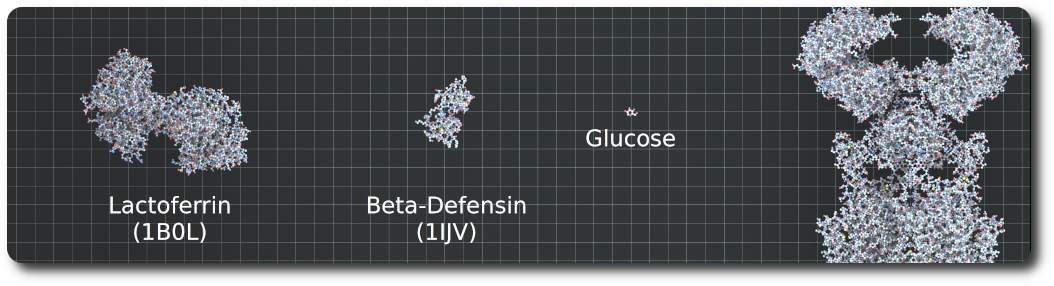 Lactoferrin
(1B0L)
Beta-Defensin
(1IJV)
Glucose